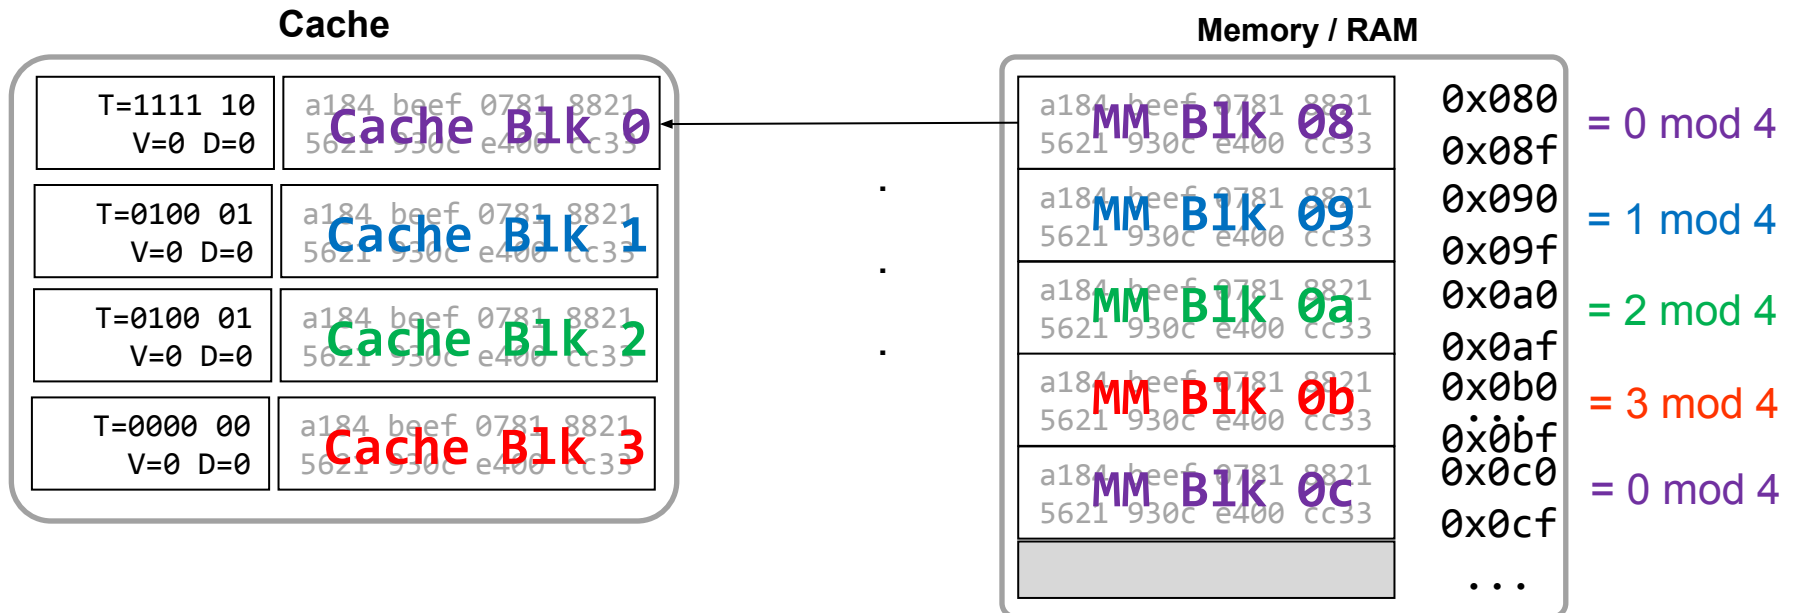 Cache
T=1111 10
V=0 D=0
a184 beef 0781 8821
5621 930c e400 cc33
Cache Blk 0
T=0100 01
V=0 D=0
a184 beef 0781 8821
5621 930c e400 cc33
Cache Blk 1
T=0100 01
V=0 D=0
a184 beef 0781 8821
5621 930c e400 cc33
Cache Blk 2
T=0000 00
V=0 D=0
a184 beef 0781 8821
5621 930c e400 cc33
Cache Blk 3
.
.
.
Memory / RAM
a184 beef 0781 8821
5621 930c e400 cc33
MM Blk 08
0x080
0x08f
= 0 mod 4
a184 beef 0781 8821
5621 930c e400 cc33
MM Blk 09
0x090
0x09f
= 1 mod 4
a184 beef 0781 8821
5621 930c e400 cc33
MM Blk 0a
0x0a0
0x0af
= 2 mod 4
a184 beef 0781 8821
5621 930c e400 cc33
MM Blk 0b
0x0b0
...
0x0bf
= 3 mod 4
a184 beef 0781 8821
5621 930c e400 cc33
MM Blk 0c
0x0c0
0x0cf
= 0 mod 4
...